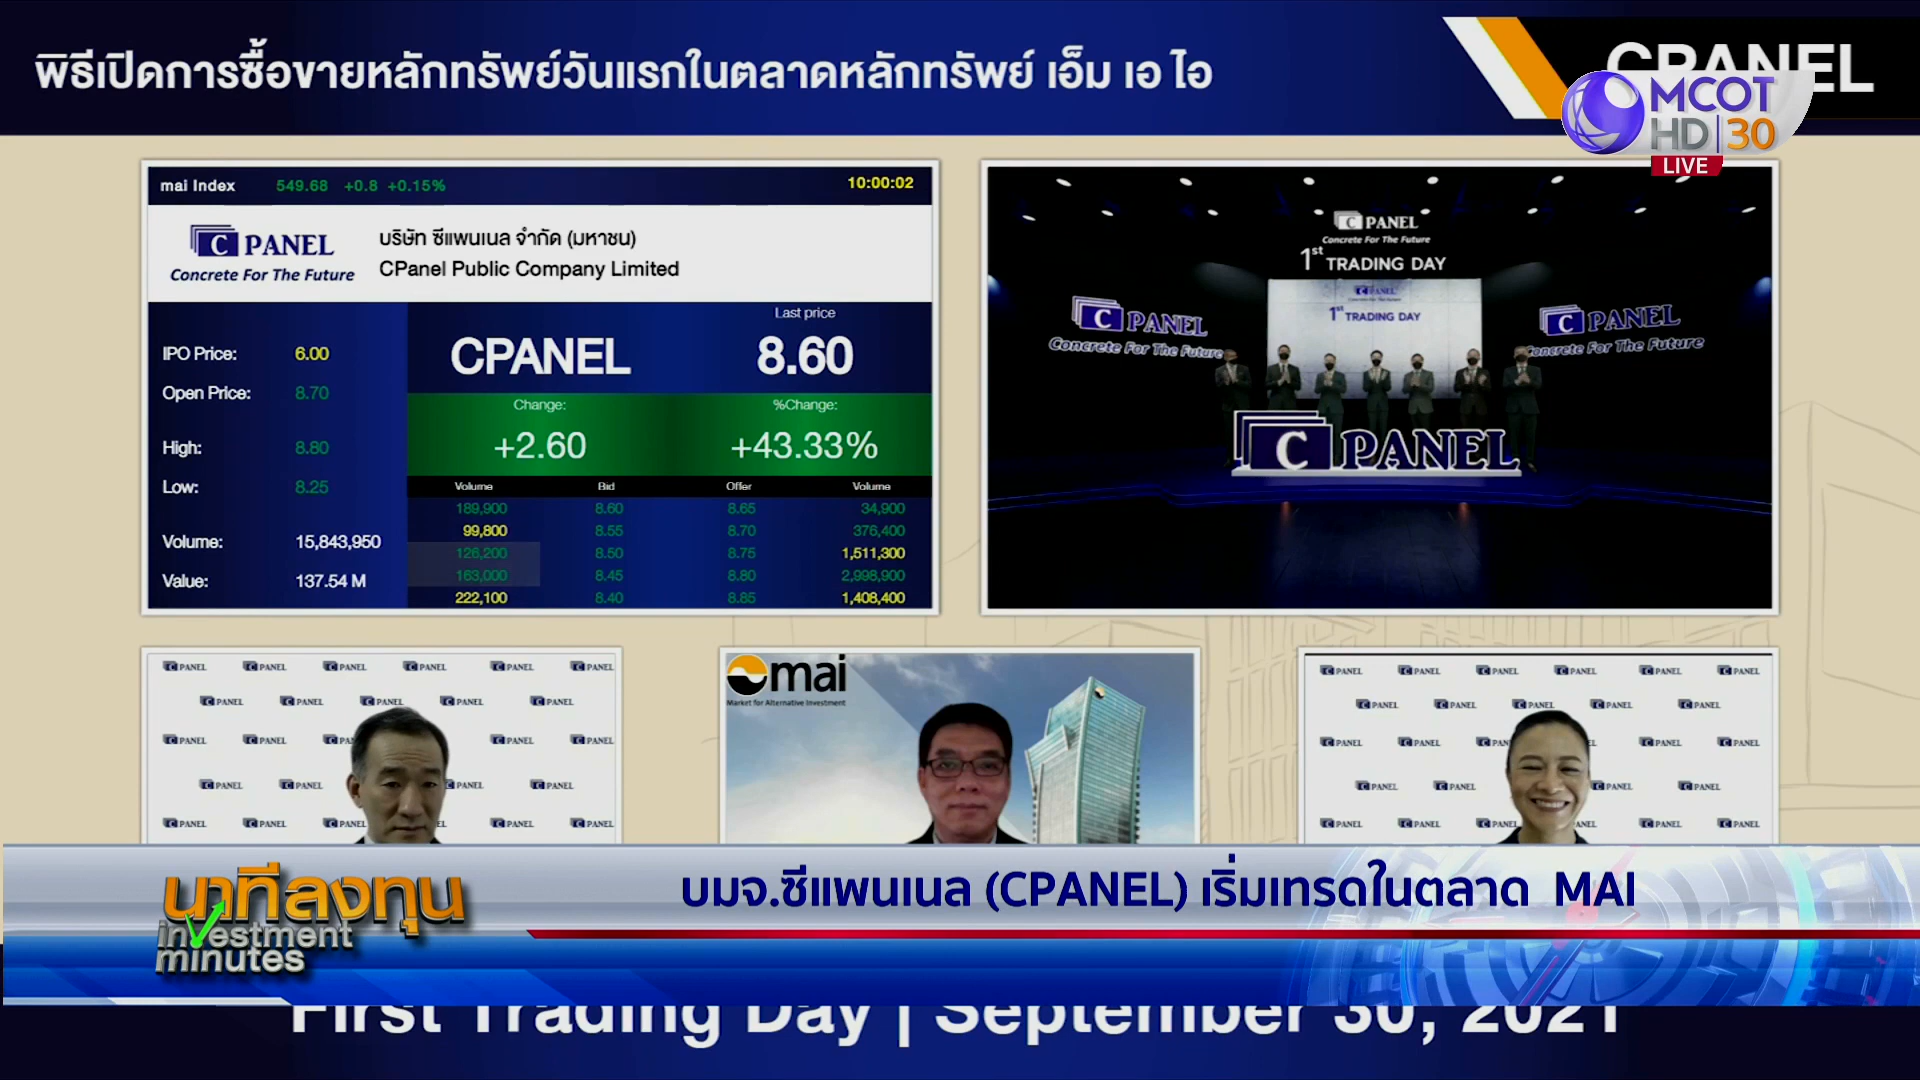 พิธีเปิดการซื้อขายหลักทรัพย์วันแรกในตลาดหลักทรัพย์ เอ็ม เอ ไอ
CPANEL
MCOT
HD 30
LIVE
mai Index 549.68 +0.8 +0.15% 10:00:02
C PANEL
Concrete For The Future
บริษัท ซีแพนเนล จำกัด (มหาชน)
CPanel Public Company Limited
IPO Price: 6.00
Open Price: 8.70
High: 8.80
Low: 8.25
Volume: 15,843,950
Value: 137.54 M
CPANEL
Last price
8.60
Change: %Change:
+2.60 +43.33%
Volume Bid Offer Volume
189,900 8.60 8.65 34,900
99,800 8.55 8.70 376,400
126,200 8.50 8.75 1,511,300
163,000 8.45 8.80 2,998,900
222,100 8.40 8.85 1,408,400
C PANEL
Concrete For The Future
1st TRADING DAY
C PANEL
1st TRADING DAY
C PANEL
Concrete For The Future
C PANEL
Concrete For The Future
C PANEL
mai
Market for Alternative Investment
นาทีลงทุน
investment
minutes
บมจ.ซีแพนเนล (CPANEL) เริ่มเทรดในตลาด MAI
First Trading Day | September 30, 2021